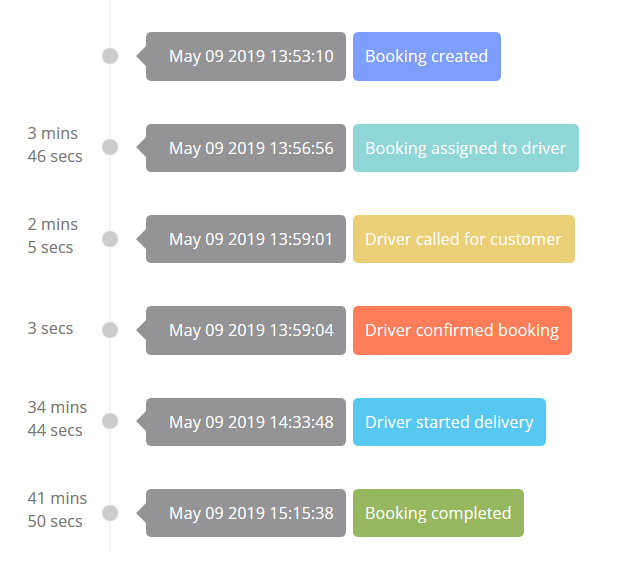 May 09 2019 13:53:10 Booking created
3 mins
46 secs
May 09 2019 13:56:56 Booking assigned to driver
2 mins
5 secs
May 09 2019 13:59:01 Driver called for customer
3 secs
May 09 2019 13:59:04 Driver confirmed booking
34 mins
44 secs
May 09 2019 14:33:48 Driver started delivery
41 mins
50 secs
May 09 2019 15:15:38 Booking completed